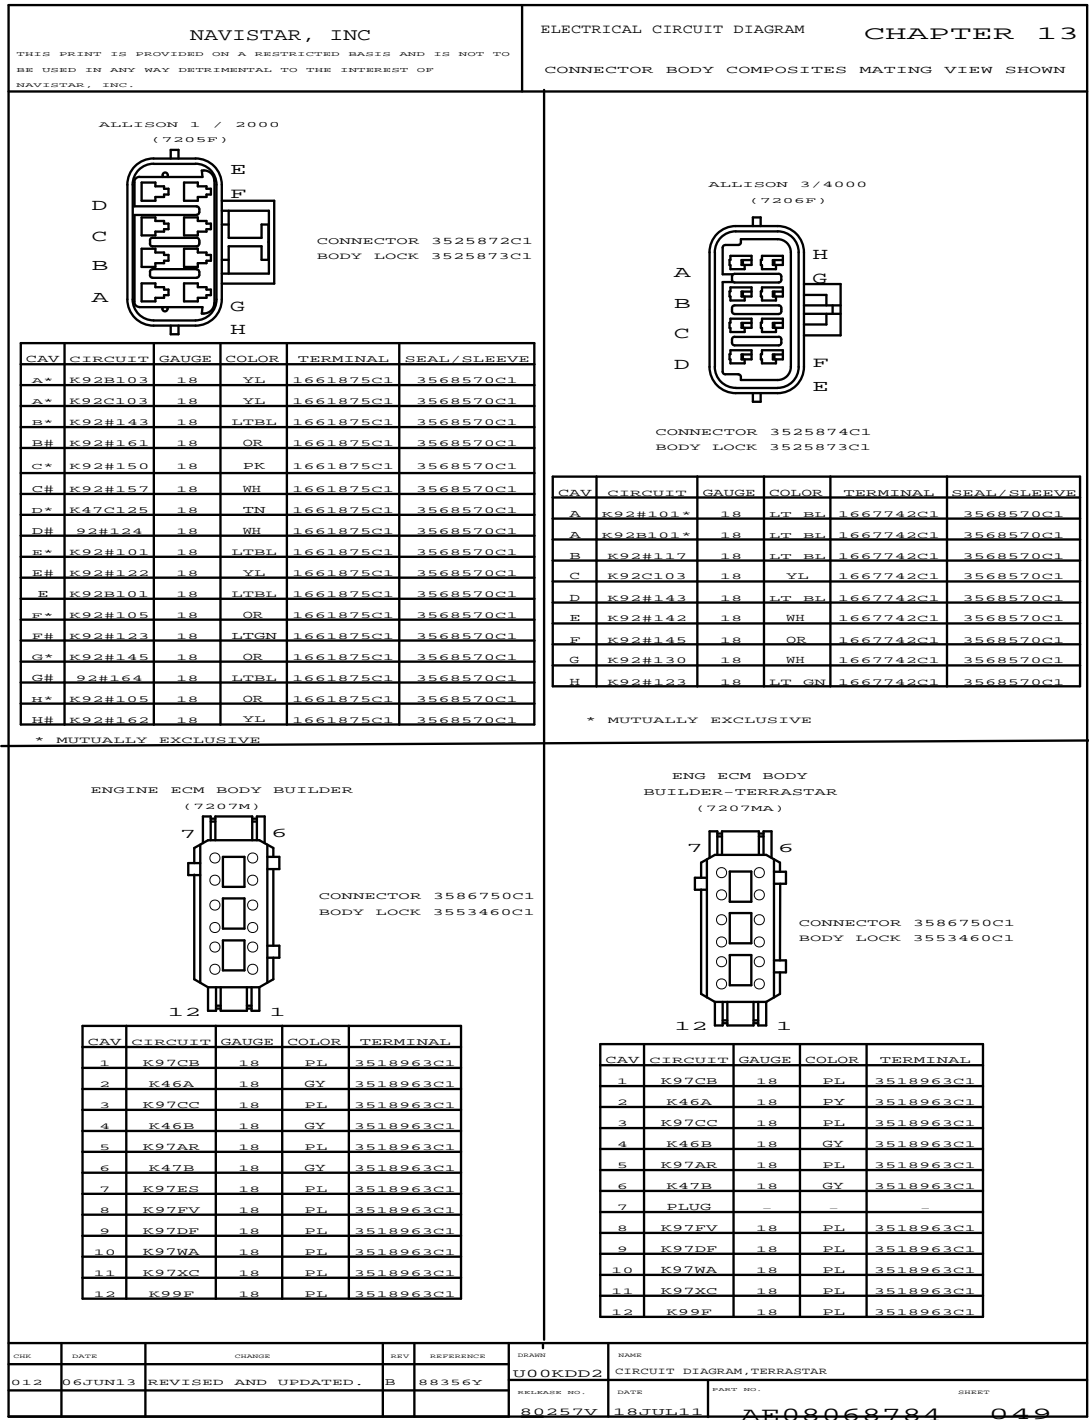 NAVISTAR, INC
THIS PRINT IS PROVIDED ON A RESTRICTED BASIS AND IS NOT TO
BE USED IN ANY WAY DETRIMENTAL TO THE INTEREST OF
NAVISTAR, INC.
ELECTRICAL CIRCUIT DIAGRAM CHAPTER 13
CONNECTOR BODY COMPOSITES MATING VIEW SHOWN
ALLISON 1 / 2000
(7205F)
E
F
D
C
B
A
G
H
CONNECTOR 3525872C1
BODY LOCK 3525873C1
CAV CIRCUIT GAUGE COLOR TERMINAL SEAL/SLEEVE
A* K92B103 18 YL 1661875C1 3568570C1
A* K92C103 18 YL 1661875C1 3568570C1
B* K92#143 18 LTBL 1661875C1 3568570C1
B# K92#161 18 OR 1661875C1 3568570C1
C* K92#150 18 PK 1661875C1 3568570C1
C# K92#157 18 WH 1661875C1 3568570C1
D* K47C125 18 TN 1661875C1 3568570C1
D# 92#124 18 WH 1661875C1 3568570C1
E* K92#101 18 LTBL 1661875C1 3568570C1
E# K92#122 18 YL 1661875C1 3568570C1
E K92B101 18 LTBL 1661875C1 3568570C1
F* K92#105 18 OR 1661875C1 3568570C1
F# K92#123 18 LTGN 1661875C1 3568570C1
G* K92#145 18 OR 1661875C1 3568570C1
G# 92#164 18 LTBL 1661875C1 3568570C1
H* K92#105 18 OR 1661875C1 3568570C1
H# K92#162 18 YL 1661875C1 3568570C1
* MUTUALLY EXCLUSIVE
ALLISON 3/4000
(7206F)
H
G
A
B
C
D
F
E
CONNECTOR 3525874C1
BODY LOCK 3525873C1
CAV CIRCUIT GAUGE COLOR TERMINAL SEAL/SLEEVE
A K92#101* 18 LT BL 1667742C1 3568570C1
A K92B101* 18 LT BL 1667742C1 3568570C1
B K92#117 18 LT BL 1667742C1 3568570C1
C K92C103 18 YL 1667742C1 3568570C1
D K92#143 18 LT BL 1667742C1 3568570C1
E K92#142 18 WH 1667742C1 3568570C1
F K92#145 18 OR 1667742C1 3568570C1
G K92#130 18 WH 1667742C1 3568570C1
H K92#123 18 LT GN 1667742C1 3568570C1
* MUTUALLY EXCLUSIVE
ENGINE ECM BODY BUILDER
(7207M)
7 6
CONNECTOR 3586750C1
BODY LOCK 3553460C1
12 1
CAV CIRCUIT GAUGE COLOR TERMINAL
1 K97CB 18 PL 3518963C1
2 K46A 18 GY 3518963C1
3 K97CC 18 PL 3518963C1
4 K46B 18 GY 3518963C1
5 K97AR 18 PL 3518963C1
6 K47B 18 GY 3518963C1
7 K97ES 18 PL 3518963C1
8 K97FV 18 PL 3518963C1
9 K97DF 18 PL 3518963C1
10 K97WA 18 PL 3518963C1
11 K97XC 18 PL 3518963C1
12 K99F 18 PL 3518963C1
ENG ECM BODY
BUILDER-TERRASTAR
(7207MA)
7 6
CONNECTOR 3586750C1
BODY LOCK 3553460C1
12 1
CAV CIRCUIT GAUGE COLOR TERMINAL
1 K97CB 18 PL 3518963C1
2 K46A 18 PY 3518963C1
3 K97CC 18 PL 3518963C1
4 K46B 18 GY 3518963C1
5 K97AR 18 PL 3518963C1
6 K47B 18 GY 3518963C1
7 PLUG - - -
8 K97FV 18 PL 3518963C1
9 K97DF 18 PL 3518963C1
10 K97WA 18 PL 3518963C1
11 K97XC 18 PL 3518963C1
12 K99F 18 PL 3518963C1
CHK DATE CHANGE REV REFERENCE
012 06JUN13 REVISED AND UPDATED. B 88356Y
DRAWN NAME
U00KDD2 CIRCUIT DIAGRAM,TERRASTAR
RELEASE NO. DATE PART NO. SHEET
80257V 18JUL11 AE08068784 049